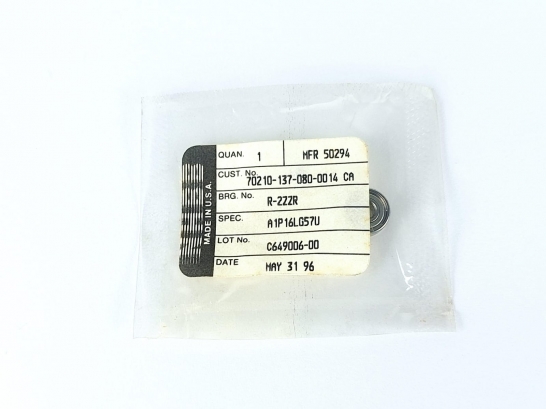 QUAN. 1 MFR 50294
CUST. No. 70210-137-080-0014 CA
BRG. No. R-2ZZR
SPEC. A1P16LG57U
LOT No. C649006-00
DATE MAY 31 96
MADE IN U.S.A.